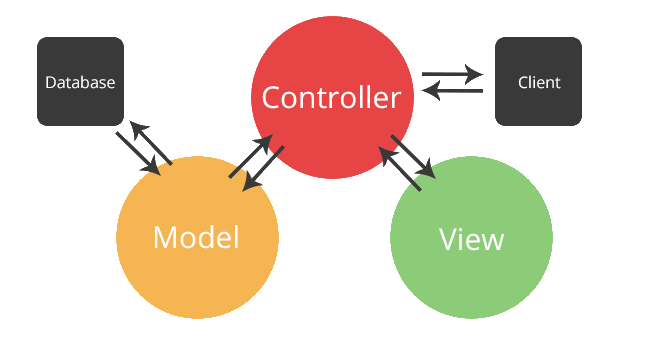 Database
Controller
Client
Model
View